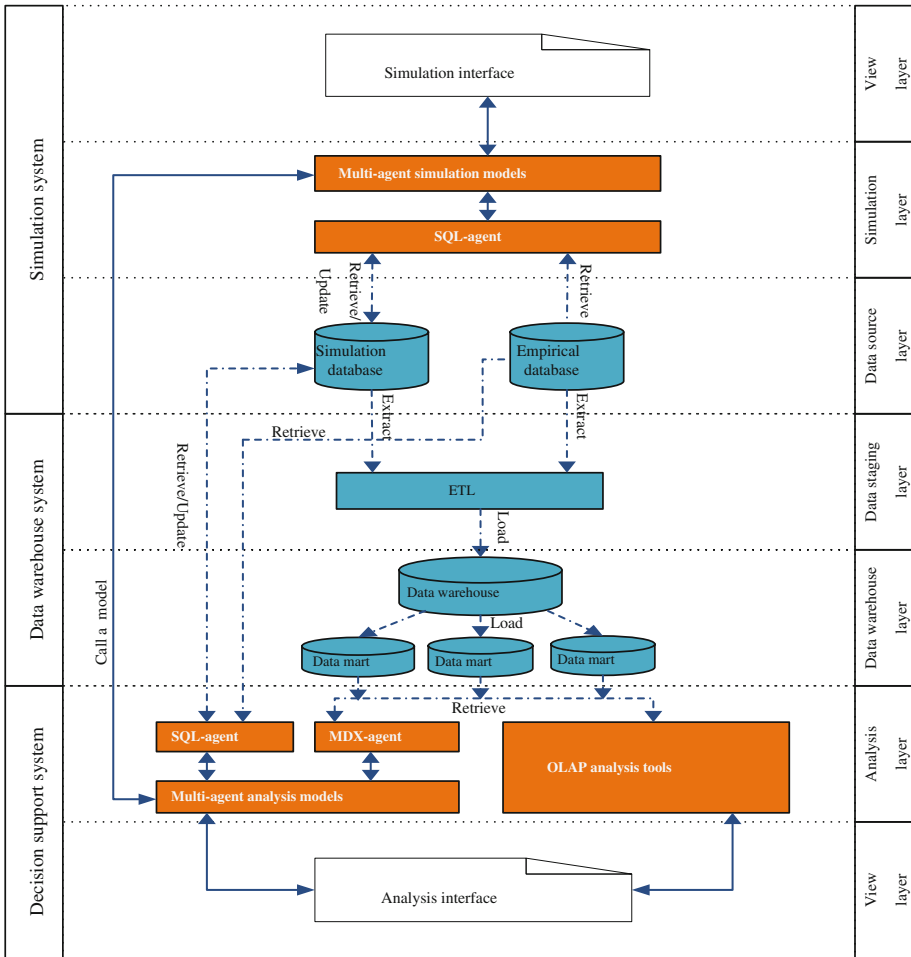 Simulation system
Data warehouse system
Decision support system
Simulation interface
Multi-agent simulation models
SQL-agent
Retrieve/
Update
Retrieve
Simulation
database
Empirical
database
Extract
Extract
Retrieve
Retrieve/Update
ETL
Load
Call a model
Data warehouse
Load
Data mart
Data mart
Data mart
Retrieve
SQL-agent
MDX-agent
OLAP analysis tools
Multi-agent analysis models
Analysis interface
View
layer
Simulation
layer
Data source
layer
Data staging
layer
Data warehouse
layer
Analysis
layer
View
layer